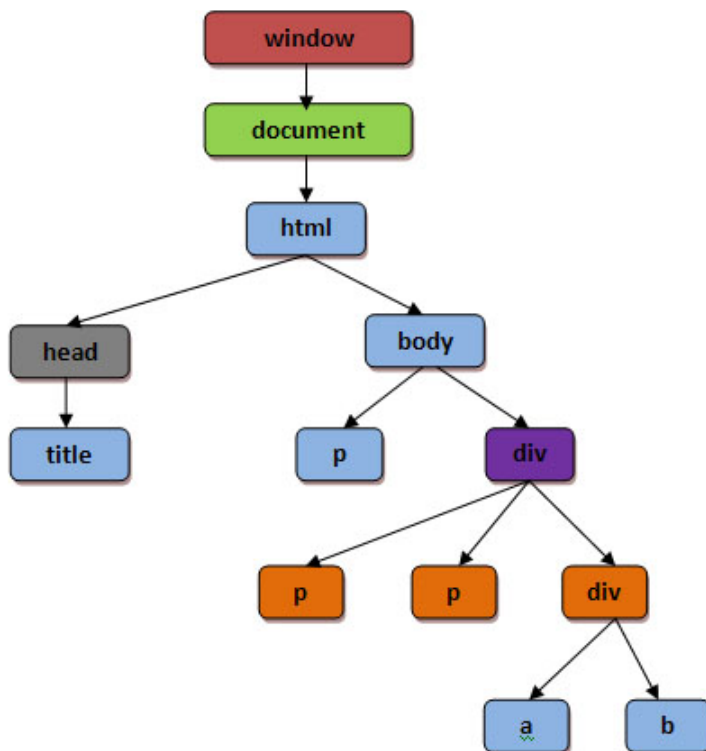 window
document
html
head
body
title
p
div
p
p
div
a
b